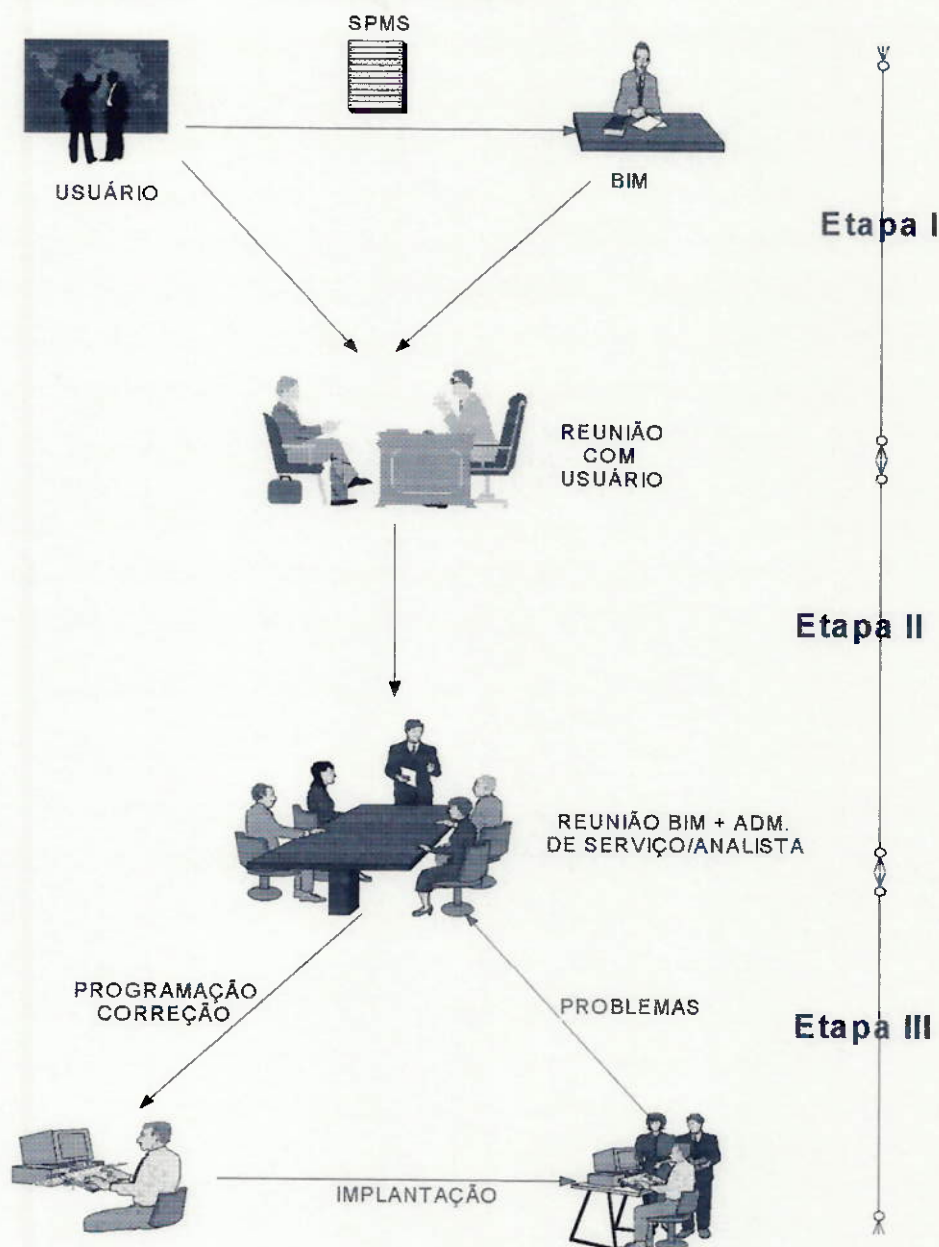 SPMS
USUÁRIO
BIM
Etapa I
REUNIÃO
COM
USUÁRIO
Etapa II
REUNIÃO BIM + ADM.
DE SERVIÇO/ANALISTA
PROGRAMAÇÃO
CORREÇÃO
PROBLEMAS
Etapa III
IMPLANTAÇÃO